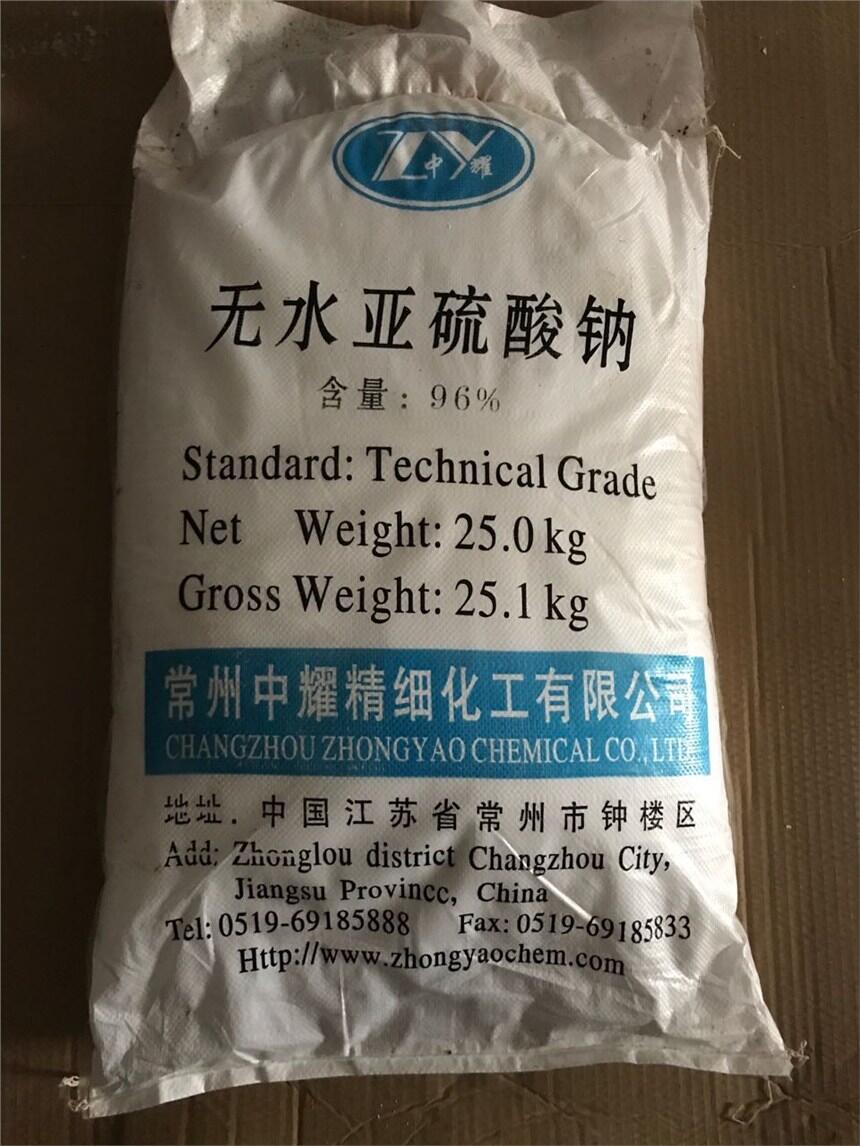 ZY
中耀
无水亚硫酸钠
含量: 96%
Standard: Technical Grade
Net Weight: 25.0 kg
Gross Weight: 25.1 kg
常州中耀精细化工有限公司
CHANGZHOU ZHONGYAO CHEMICAL CO.,LTD
地址: 中国江苏省常州市钟楼区
Add: Zhonglou district Changzhou City,
Jiangsu Province, China
Tel: 0519-69185888 Fax: 0519-69185833
Http://www.zhongyaochem.com